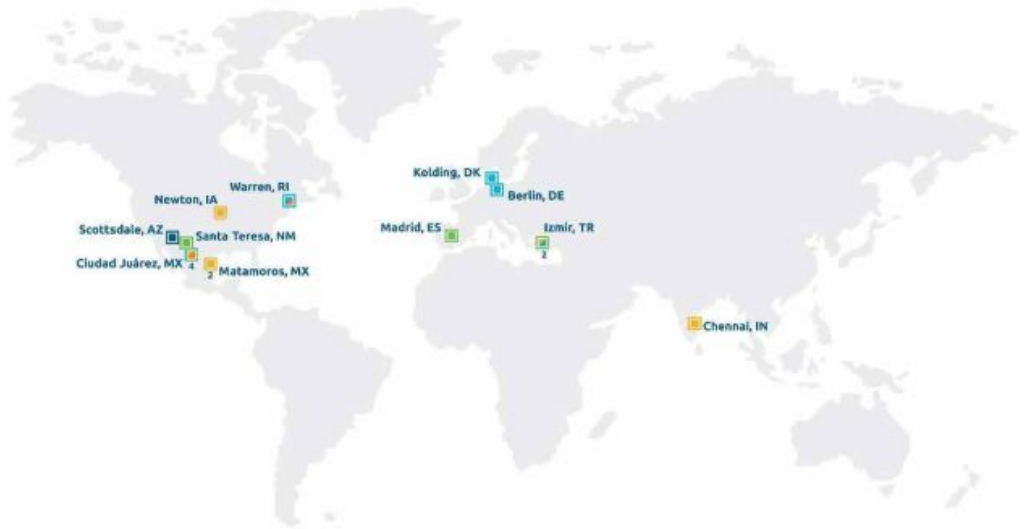 Kolding, DK
Warren, RI
Berlin, DE
Newton, IA
Scottsdale, AZ
Santa Teresa, NM
Madrid, ES
Izmir, TR
2
Ciudad Juárez, MX
4
2
Matamoros, MX
Chennai, IN